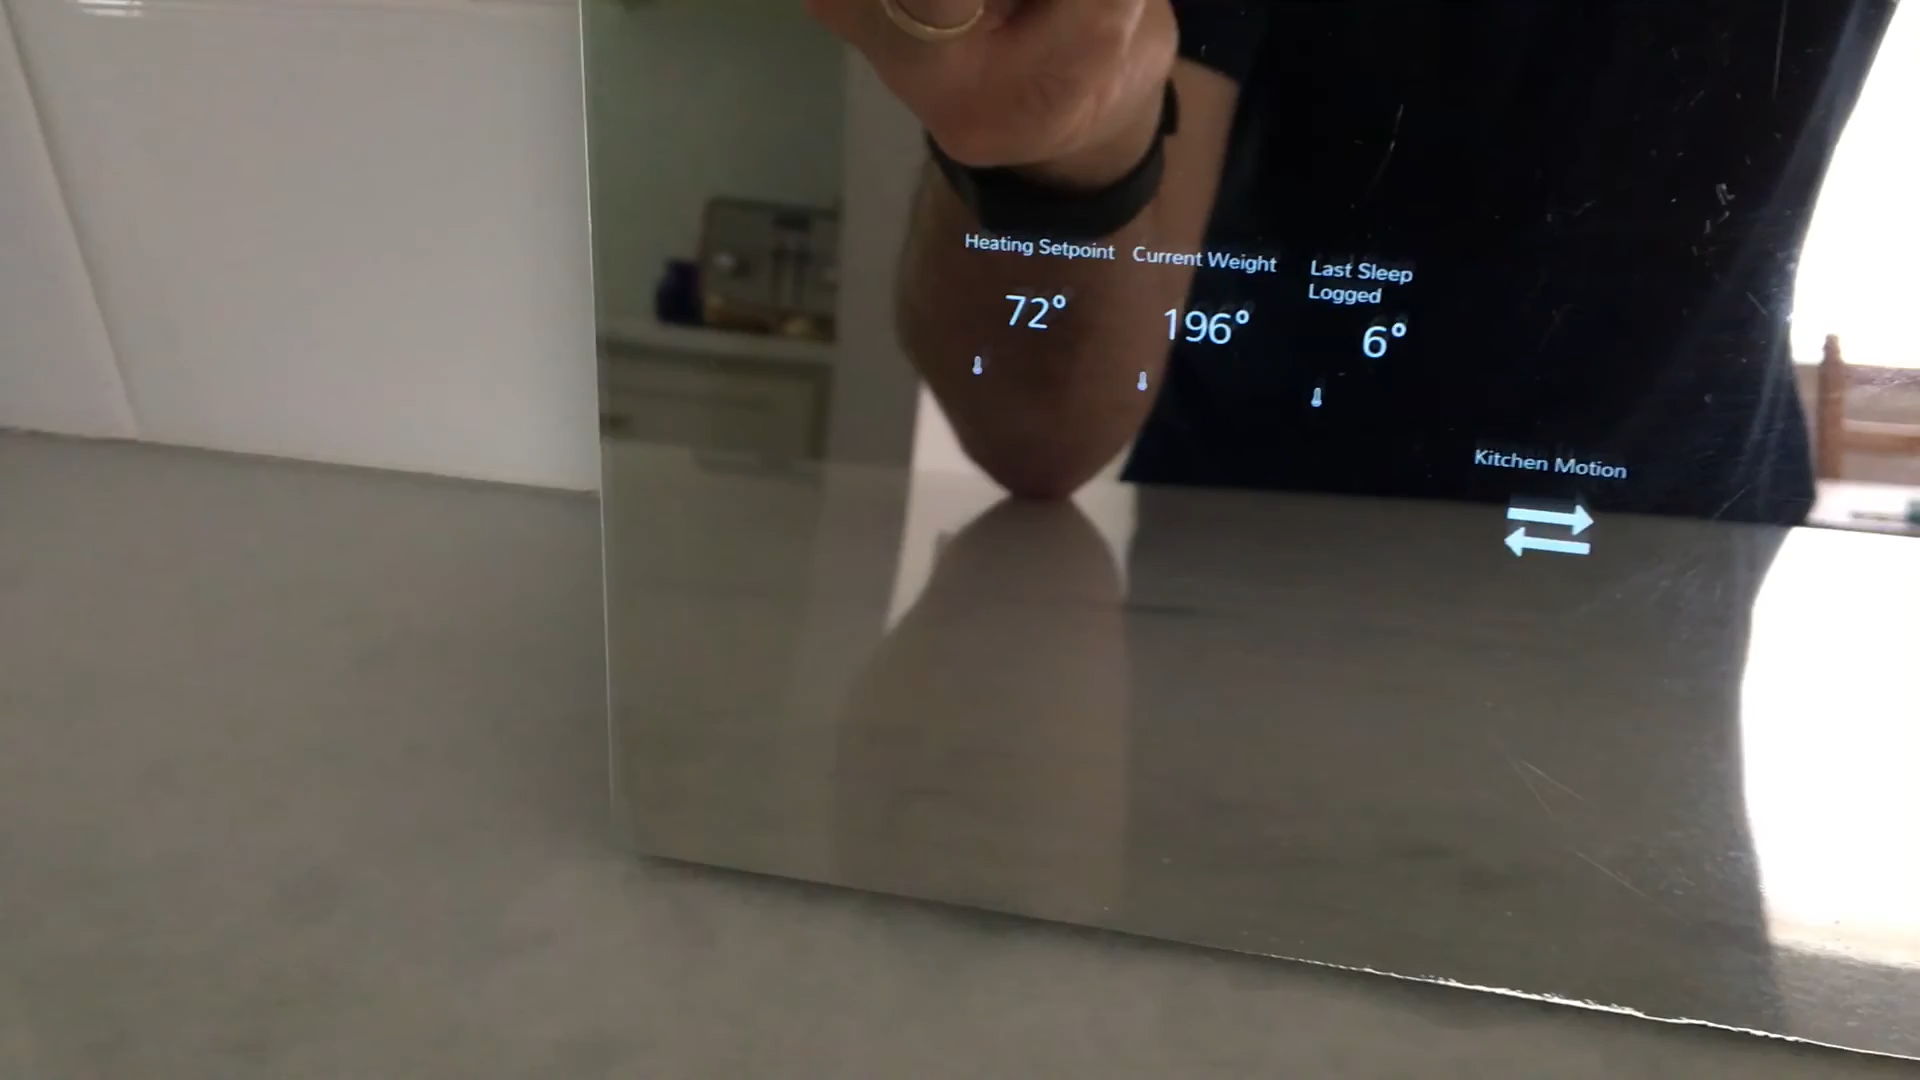 Heating Setpoint
Current Weight
Last Sleep
Logged
72°
196°
6°
Kitchen Motion